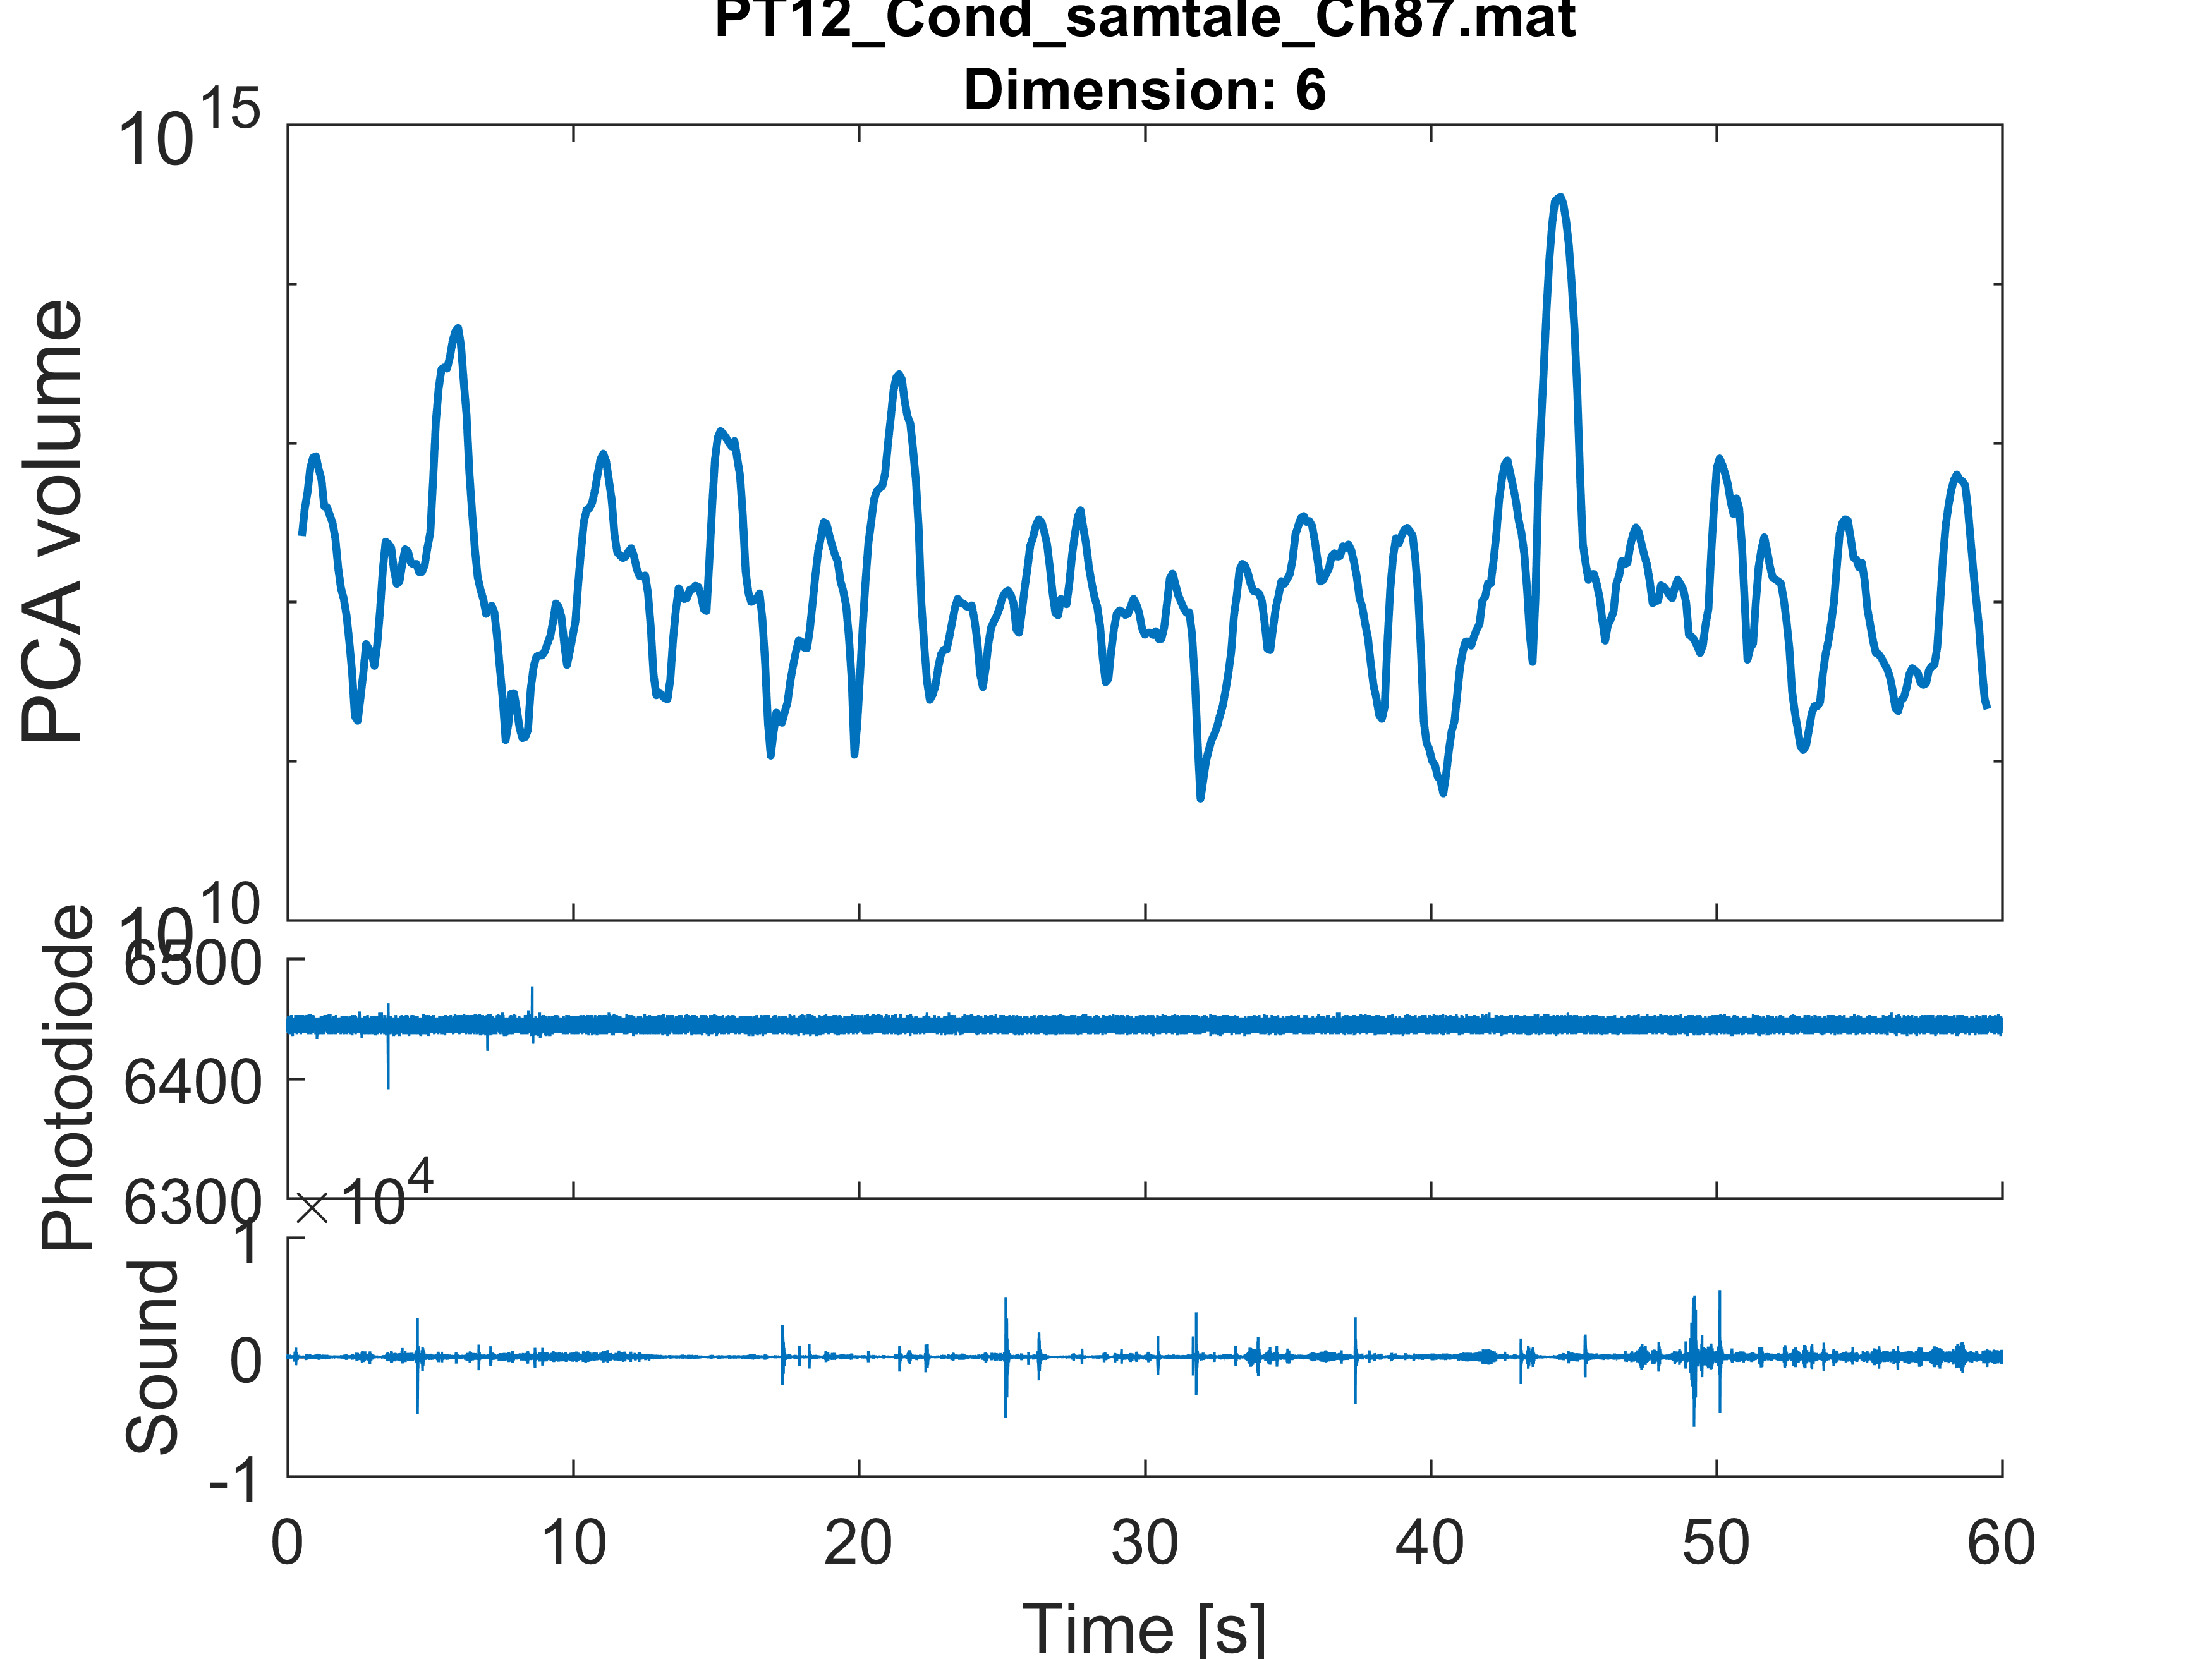 PT12_Cond_samtale_Ch87.mat
Dimension: 6
10^15
PCA volume
10^10
6500
6400
6300
Photodiode
×10^4
1
0
-1
Sound
0 10 20 30 40 50 60
Time [s]